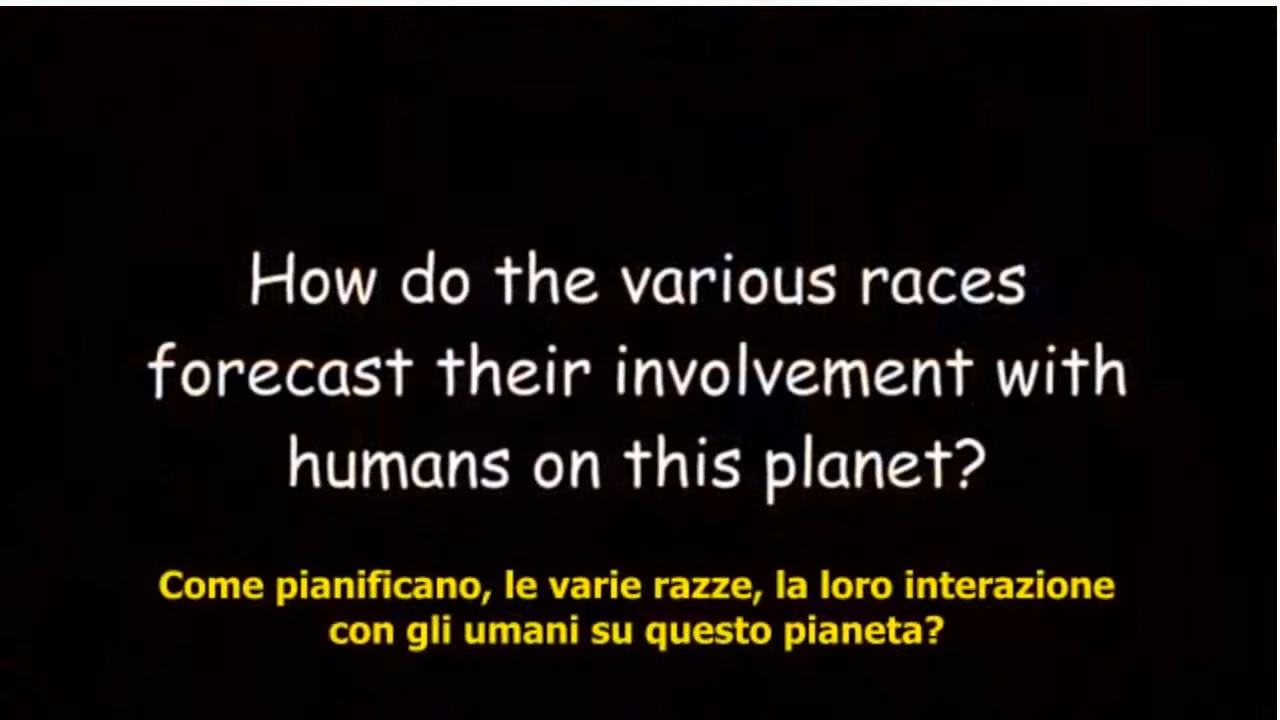 How do the various races
forecast their involvement with
humans on this planet?
Come pianificano, le varie razze, la loro interazione
con gli umani su questo pianeta?